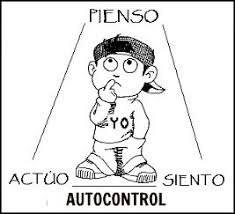 PIENSO
YO
ACTÚO SIENTO
AUTOCONTROL